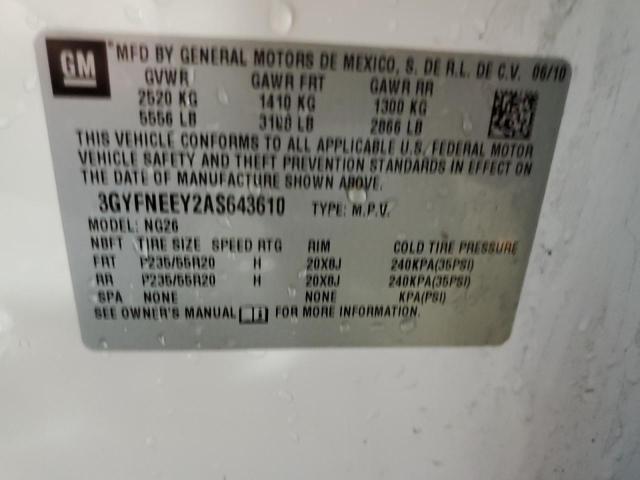 GM
MFD BY GENERAL MOTORS DE MEXICO, S. DE R.L. DE C.V. 06/10
GVWR GAWR FRT GAWR RR
2520 KG 1410 KG 1300 KG
5556 LB 3108 LB 2866 LB
THIS VEHICLE CONFORMS TO ALL APPLICABLE U.S. FEDERAL MOTOR
VEHICLE SAFETY AND THEFT PREVENTION STANDARDS IN EFFECT ON
THE DATE OF MANUFACTURE SHOWN ABOVE.
3GYFNEEY2AS643610 TYPE: M.P.V.
MODEL: NG26
NBFT TIRE SIZE SPEED RTG RIM COLD TIRE PRESSURE
FRT P235/55R20 H 20X8J 240KPA(35PSI)
RR P235/55R20 H 20X8J 240KPA(35PSI)
SPA NONE NONE KPA(PSI)
SEE OWNER'S MANUAL FOR MORE INFORMATION.